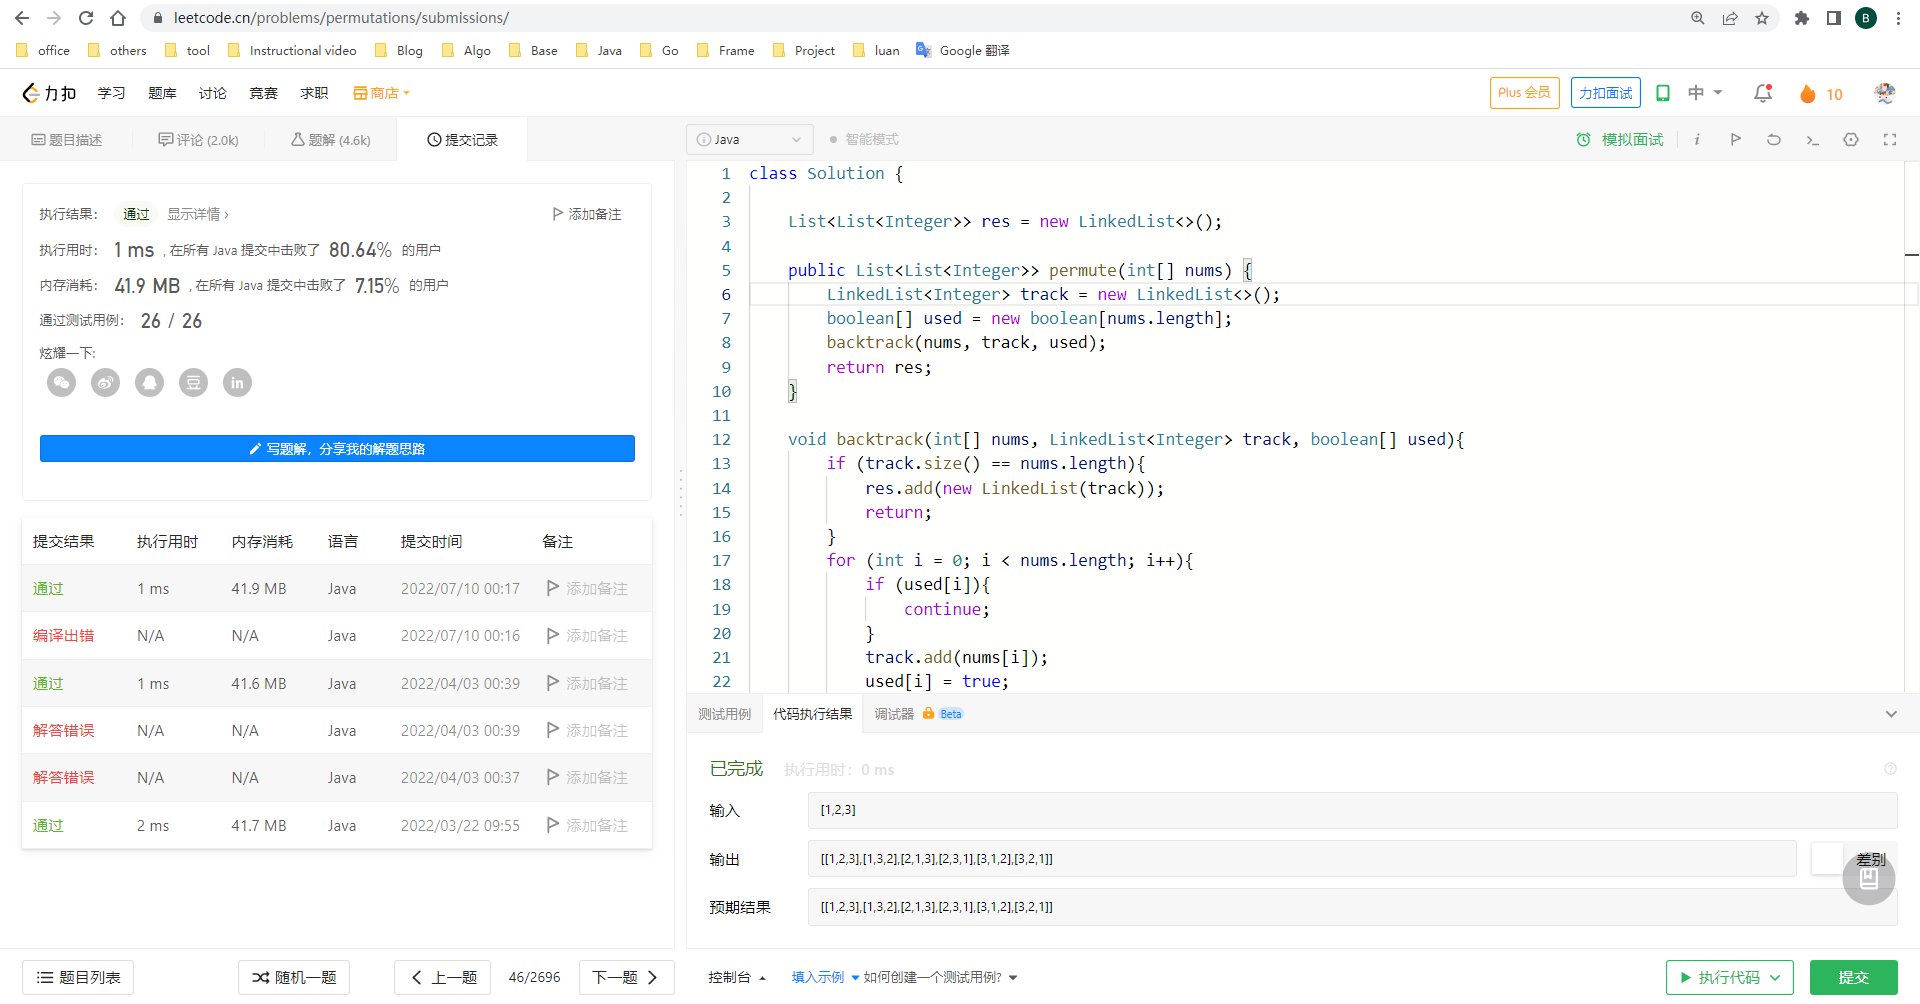 leetcode.cn/problems/permutations/submissions/
B
office others tool Instructional video Blog Algo Base Java Go Frame Project luan Google 翻译
力扣 学习 题库 讨论 竞赛 求职 商店
Plus 会员 力扣面试 中 10
题目描述 评论 (2.0k) 题解 (4.6k) 提交记录
执行结果： 通过 显示详情 › 添加备注
执行用时： 1 ms , 在所有 Java 提交中击败了 80.64% 的用户
内存消耗： 41.9 MB , 在所有 Java 提交中击败了 7.15% 的用户
通过测试用例： 26 / 26
炫耀一下:
豆 in
写题解，分享我的解题思路
提交结果 执行用时 内存消耗 语言 提交时间 备注
通过 1 ms 41.9 MB Java 2022/07/10 00:17 添加备注
编译出错 N/A N/A Java 2022/07/10 00:16 添加备注
通过 1 ms 41.6 MB Java 2022/04/03 00:39 添加备注
解答错误 N/A N/A Java 2022/04/03 00:39 添加备注
解答错误 N/A N/A Java 2022/04/03 00:37 添加备注
通过 2 ms 41.7 MB Java 2022/03/22 09:55 添加备注
题目列表 随机一题 上一题 46/2696 下一题
Java 智能模式 模拟面试
1 class Solution {
2
3 List<List<Integer>> res = new LinkedList<>();
4
5 public List<List<Integer>> permute(int[] nums) {
6 LinkedList<Integer> track = new LinkedList<>();
7 boolean[] used = new boolean[nums.length];
8 backtrack(nums, track, used);
9 return res;
10 }
11
12 void backtrack(int[] nums, LinkedList<Integer> track, boolean[] used){
13 if (track.size() == nums.length){
14 res.add(new LinkedList(track));
15 return;
16 }
17 for (int i = 0; i < nums.length; i++){
18 if (used[i]){
19 continue;
20 }
21 track.add(nums[i]);
22 used[i] = true;
测试用例 代码执行结果 调试器 Beta
已完成 执行用时：0 ms
输入 [1,2,3]
输出 [[1,2,3],[1,3,2],[2,1,3],[2,3,1],[3,1,2],[3,2,1]] 差别
预期结果 [[1,2,3],[1,3,2],[2,1,3],[2,3,1],[3,1,2],[3,2,1]]
控制台 填入示例 如何创建一个测试用例? 执行代码 提交